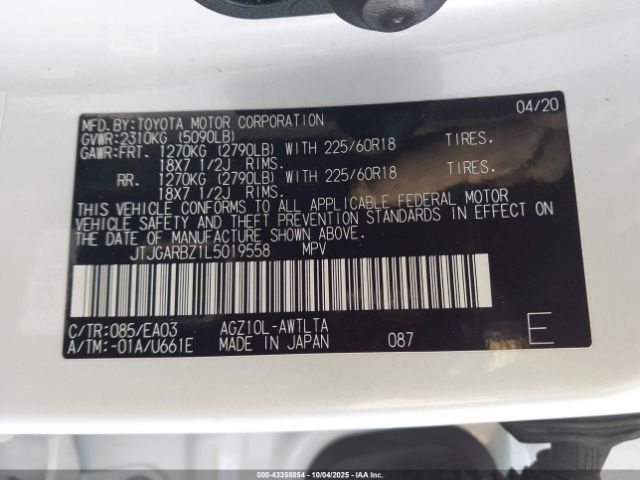 04/20
MFD.BY:TOYOTA MOTOR CORPORATION
GVWR:2310KG (5090LB)
GAWR:FRT. 1270KG (2790LB) WITH 225/60R18 TIRES.
18X7 1/2J RIMS.
RR. 1270KG (2790LB) WITH 225/60R18 TIRES.
18X7 1/2J RIMS.
THIS VEHICLE CONFORMS TO ALL APPLICABLE FEDERAL MOTOR
VEHICLE SAFETY AND THEFT PREVENTION STANDARDS IN EFFECT ON
THE DATE OF MANUFACTURE SHOWN ABOVE.
JTJGARBZ1L5019558 MPV
C/TR:085/EA03 AGZ10L-AWTLTA
A/TM:-01A/U661E MADE IN JAPAN 087 E
000-43358854 | 10/04/2025 | IAA Inc.